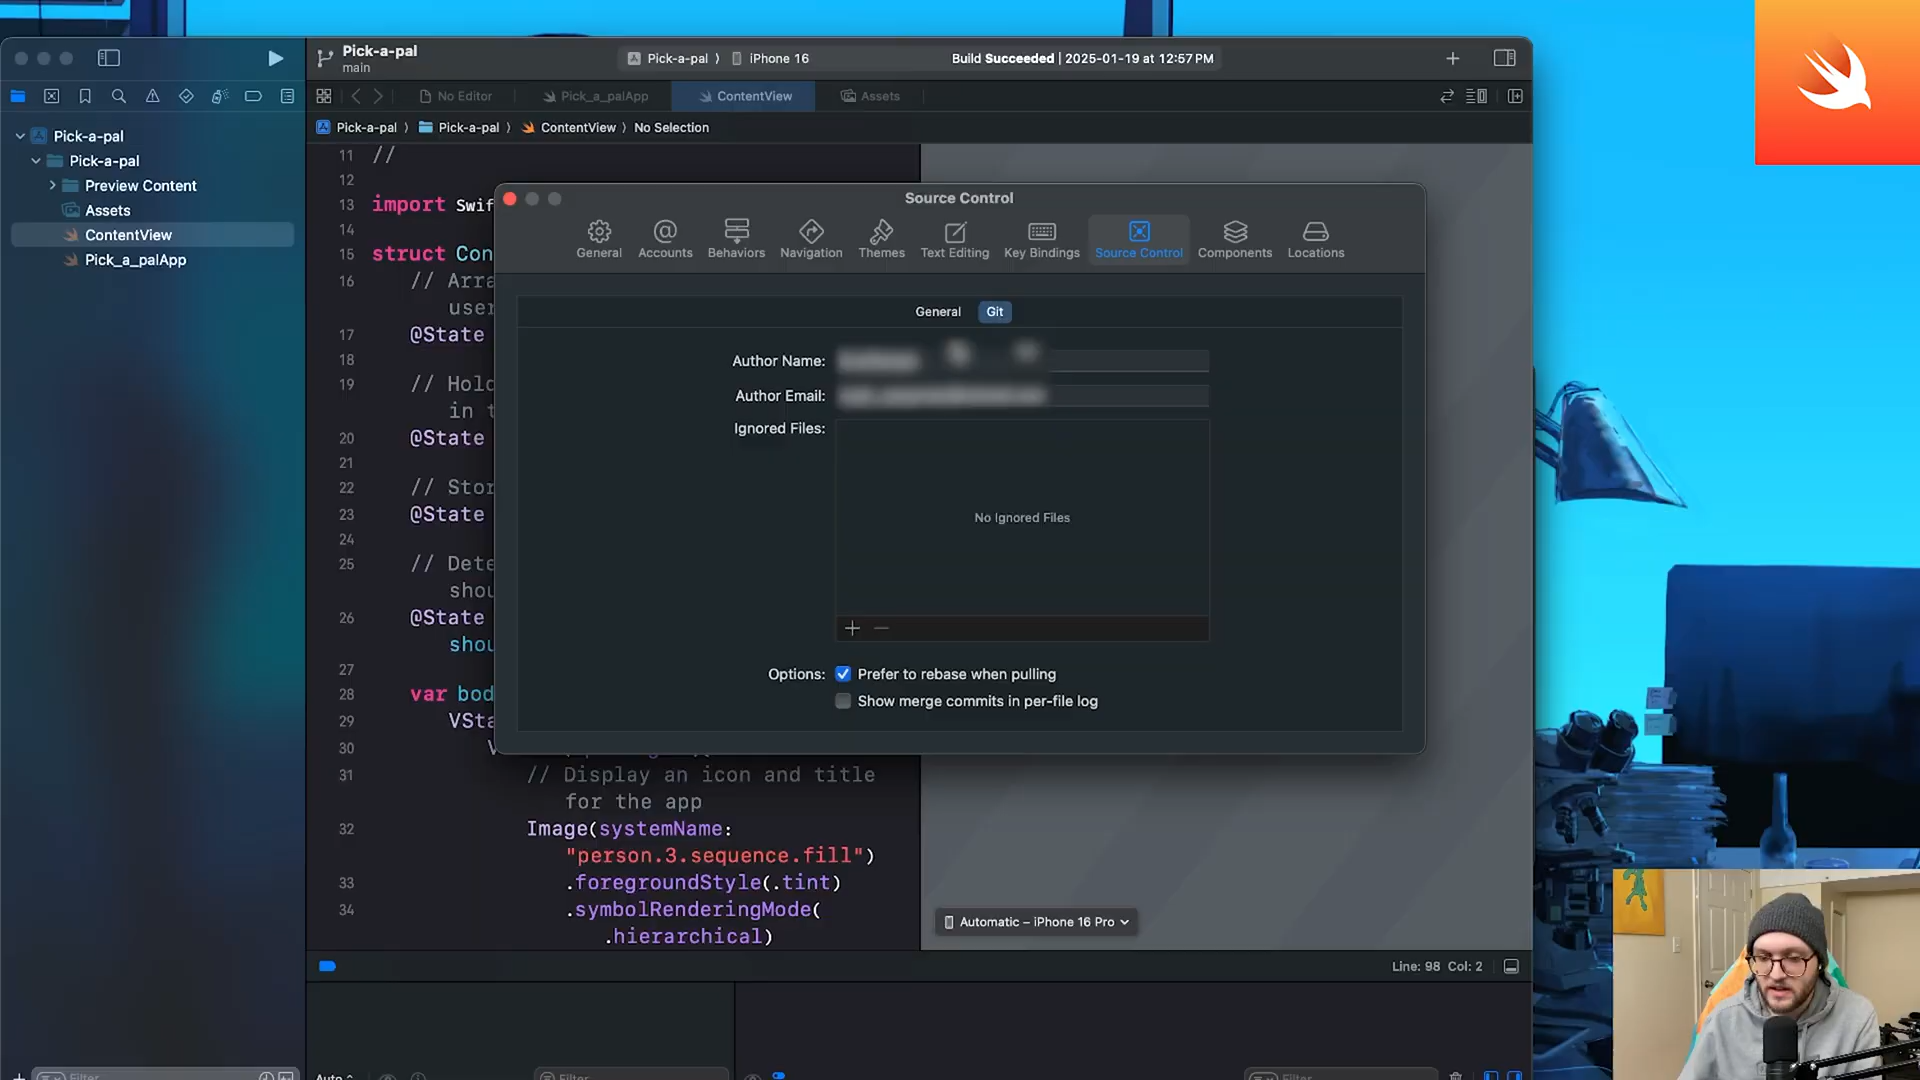 Pick-a-pal
main
Pick-a-pal
iPhone 16
Build Succeeded | 2025-01-19 at 12:57 PM
No Editor
Pick_a_palApp
ContentView
Assets
Pick-a-pal
Pick-a-pal
ContentView
No Selection
Pick-a-pal
Pick-a-pal
Preview Content
Assets
ContentView
Pick_a_palApp
Source Control
General
Accounts
Behaviors
Navigation
Themes
Text Editing
Key Bindings
Source Control
Components
Locations
General
Git
Author Name:
Author Email:
Ignored Files:
No Ignored Files
Options:
Prefer to rebase when pulling
Show merge commits in per-file log
11 //
12
13 import Swif
14
15 struct Con
16 // Arra
user
17 @State
18
19 // Hold
in t
20 @State
21
22 // Stor
23 @State
24
25 // Dete
shou
26 @State
shou
27
28 var bod
29 VSta
30 V
31 // Display an icon and title
for the app
32 Image(systemName:
"person.3.sequence.fill")
33 .foregroundStyle(.tint)
34 .symbolRenderingMode(
.hierarchical)
Automatic – iPhone 16 Pro
Line: 98 Col: 2
Filter
Auto
Filter
Filter